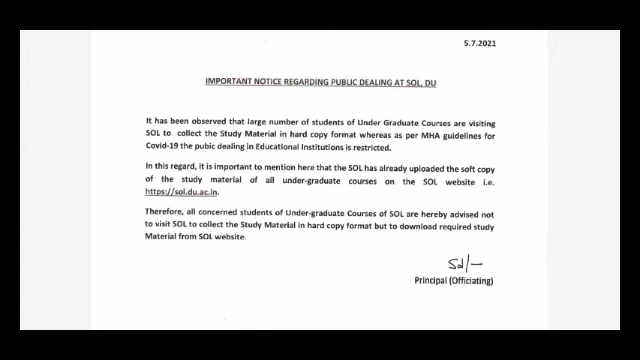 5.7.2021
IMPORTANT NOTICE REGARDING PUBLIC DEALING AT SOL, DU
It has been observed that large number of students of Under Graduate Courses are visiting
SOL to collect the Study Material in hard copy format whereas as per MHA guidelines for
Covid-19 the pubic dealing in Educational Institutions is restricted.
In this regard, it is important to mention here that the SOL has already uploaded the soft copy
of the study material of all under-graduate courses on the SOL website i.e.
https://sol.du.ac.in.
Therefore, all concerned students of Under-graduate Courses of SOL are hereby advised not
to visit SOL to collect the Study Material in hard copy format but to download required study
Material from SOL website.
Sd/-
Principal (Officiating)